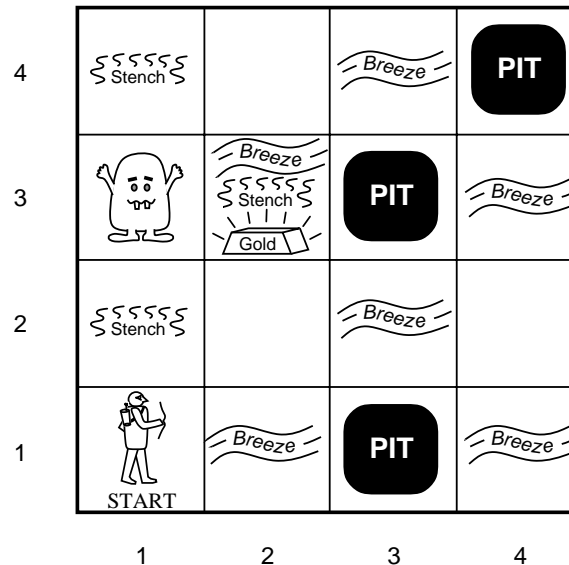 4
Stench
Breeze
PIT
3
Breeze
Stench
Gold
PIT
Breeze
2
Stench
Breeze
1
START
Breeze
PIT
Breeze
1 2 3 4